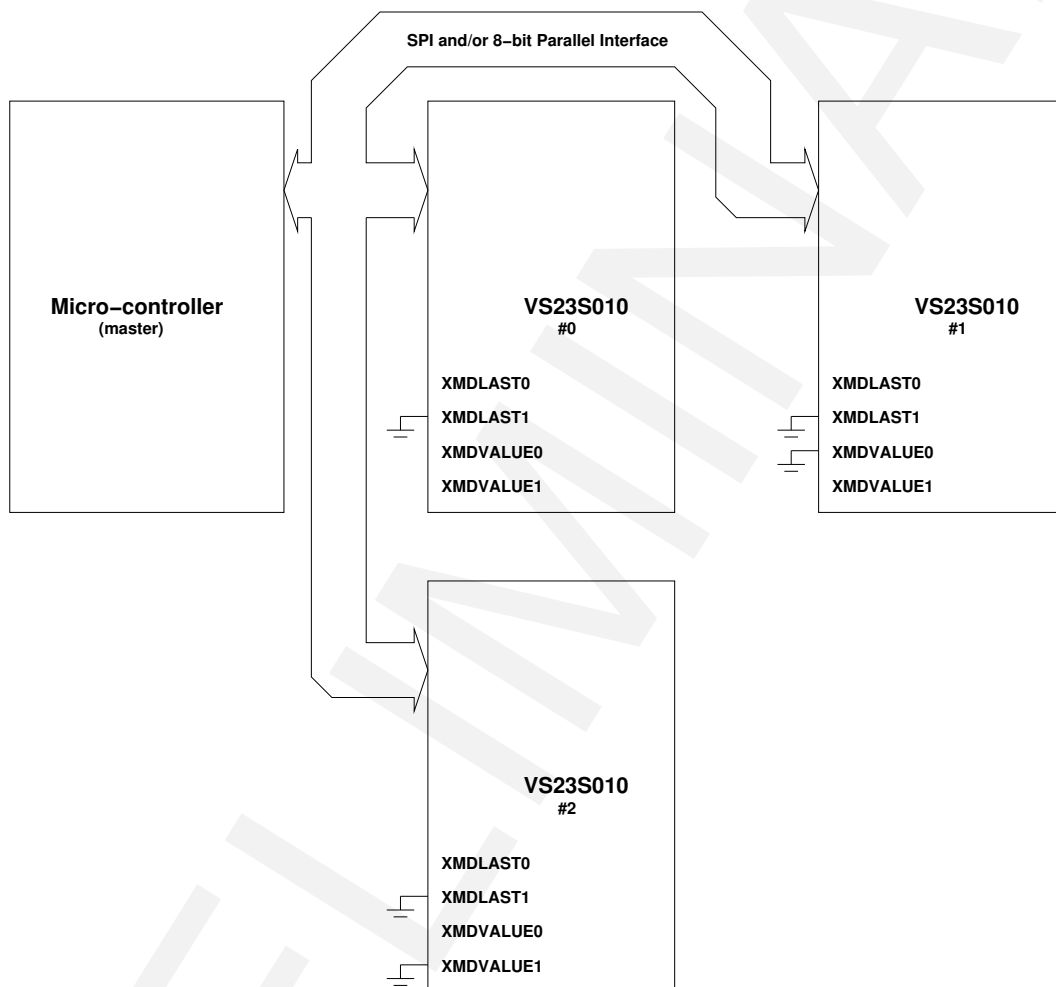 SPI and/or 8−bit Parallel Interface
Micro−controller
(master)
VS23S010
#0
XMDLAST0
XMDLAST1
XMDVALUE0
XMDVALUE1
VS23S010
#1
XMDLAST0
XMDLAST1
XMDVALUE0
XMDVALUE1
VS23S010
#2
XMDLAST0
XMDLAST1
XMDVALUE0
XMDVALUE1